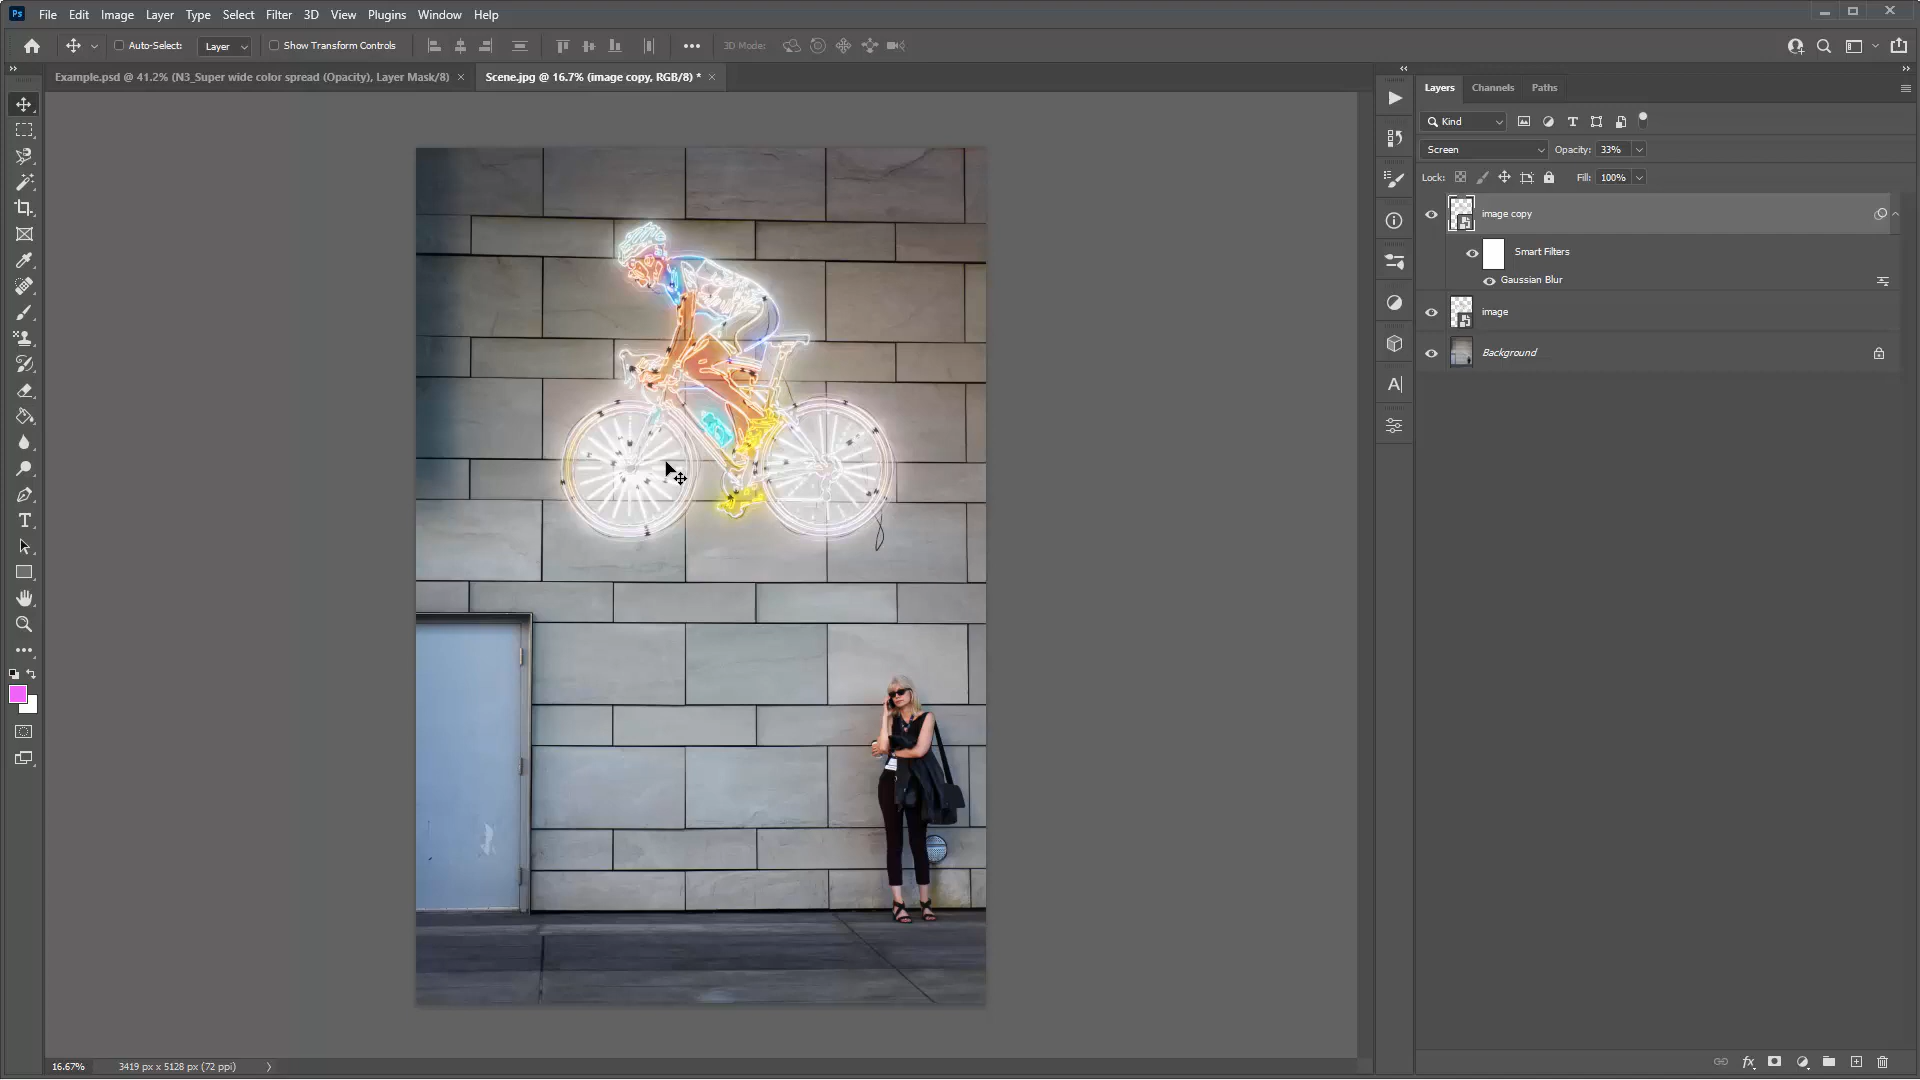 Ps File Edit Image Layer Type Select Filter 3D View Plugins Window Help
Auto-Select: Layer Show Transform Controls 3D Mode:
Example.psd @ 41.2% (N3_Super wide color spread (Opacity), Layer Mask/8) Scene.jpg @ 16.7% (image copy, RGB/8) *
Layers Channels Paths
Kind
Screen Opacity: 33%
Lock: Fill: 100%
image copy
Smart Filters
Gaussian Blur
image
Background
16.67% 3419 px x 5128 px (72 ppi)